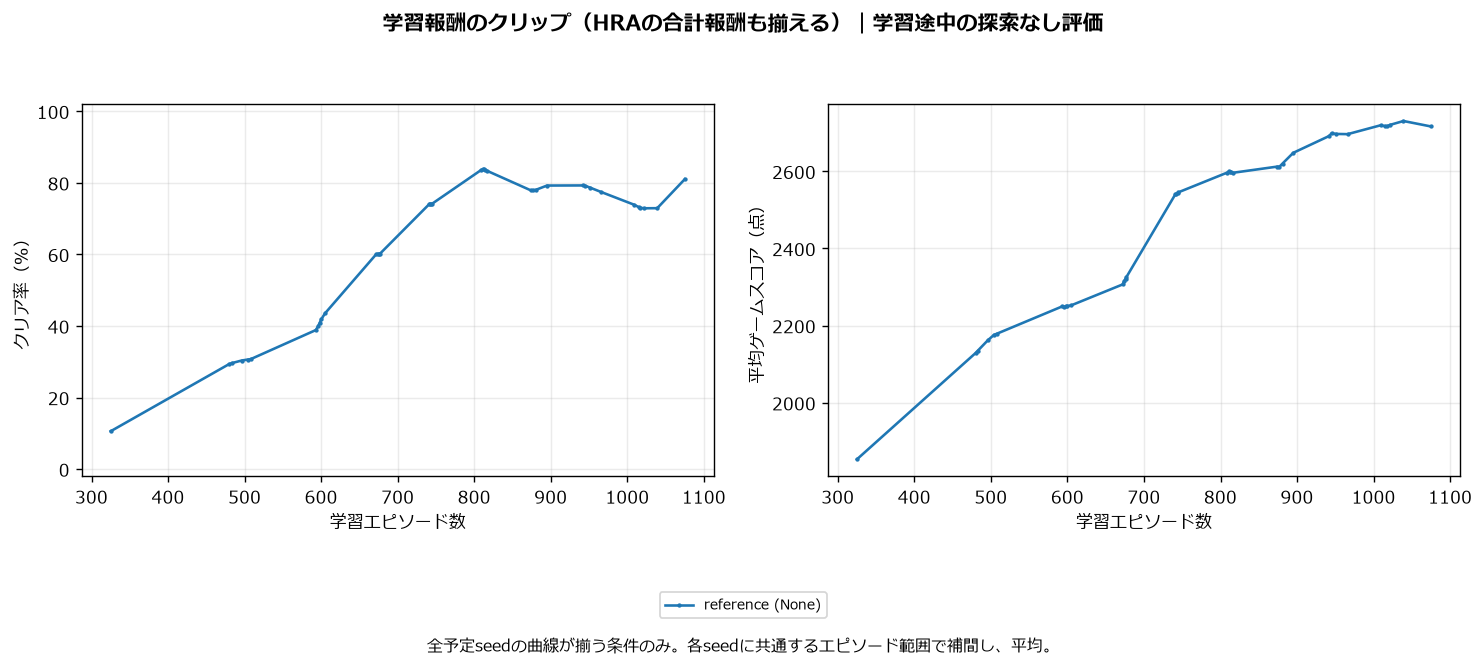 学習報酬のクリップ（HRAの合計報酬も揃える）｜学習途中の探索なし評価
クリア率（%）
100
80
60
40
20
0
300 400 500 600 700 800 900 1000 1100
学習エピソード数
平均ゲームスコア（点）
2600
2400
2200
2000
300 400 500 600 700 800 900 1000 1100
学習エピソード数
reference (None)
全予定seedの曲線が揃う条件のみ。各seedに共通するエピソード範囲で補間し、平均。